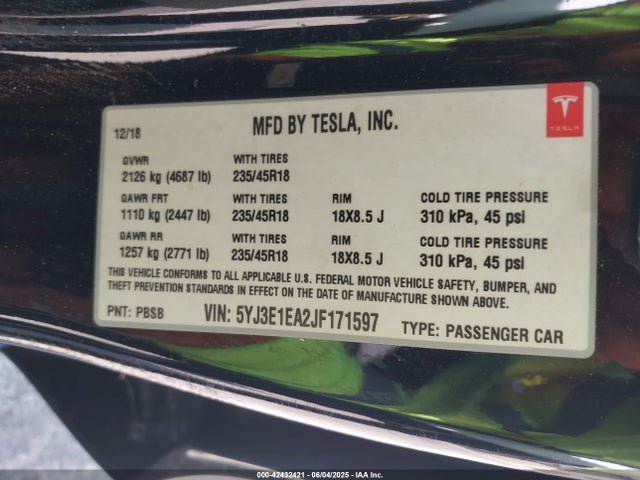 12/18 MFD BY TESLA, INC. TESLA
GVWR WITH TIRES
2126 kg (4687 lb) 235/45R18
GAWR FRT WITH TIRES RIM COLD TIRE PRESSURE
1110 kg (2447 lb) 235/45R18 18X8.5 J 310 kPa, 45 psi
GAWR RR WITH TIRES RIM COLD TIRE PRESSURE
1257 kg (2771 lb) 235/45R18 18X8.5 J 310 kPa, 45 psi
THIS VEHICLE CONFORMS TO ALL APPLICABLE U.S. FEDERAL MOTOR VEHICLE SAFETY, BUMPER, AND
THEFT PREVENTION STANDARDS IN EFFECT ON THE DATE OF MANUFACTURE SHOWN ABOVE.
PNT: PBSB VIN: 5YJ3E1EA2JF171597 TYPE: PASSENGER CAR
000-42432421 - 06/04/2025 - IAA Inc.